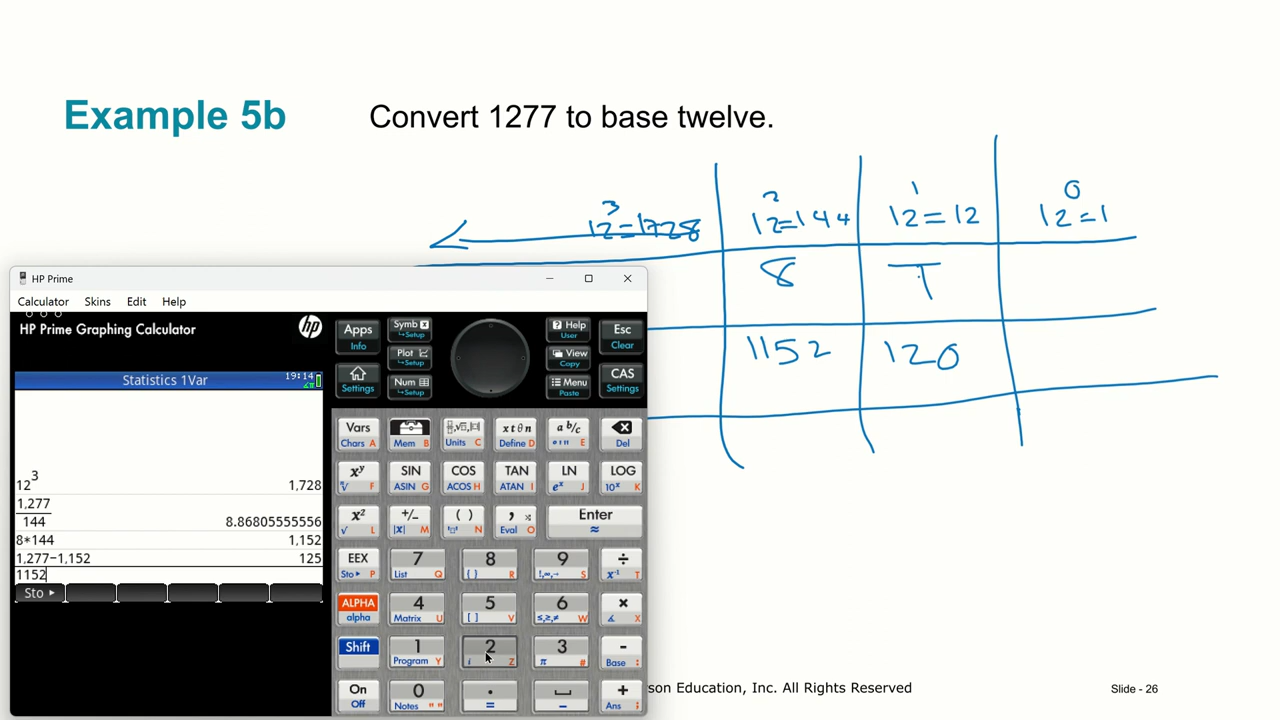 Example 5b
Convert 1277 to base twelve.
12³=1728
12²=144
12¹=12
12⁰=1
8
T
1152
120
HP Prime
Calculator Skins Edit Help
HP Prime Graphing Calculator
hp
Statistics 1Var
19:14
12³
1,728
1,277
144
8.86805555556
8*144
1,152
1,277−1,152
125
1152
Sto ▸
Apps
Info
Symb
Setup
Help
User
Esc
Clear
Plot
Setup
View
Copy
Settings
Num
Setup
Menu
Paste
CAS
Settings
Vars
Chars A
Mem B
Units C
x t θ n
Define D
a b/c
E
Del
xʸ
F
SIN
ASIN G
COS
ACOS H
TAN
ATAN I
LN
eˣ J
LOG
10ˣ K
x²
√ L
+/-
|x| M
( )
N
,
Eval O
Enter
≈
EEX
Sto ▸ P
7
List Q
8
{ } R
9
!,∞,→ S
÷
x⁻¹ T
ALPHA
alpha
4
Matrix U
5
[ ] V
6
≤,≥,≠ W
×
∡ X
Shift
1
Program Y
2
i Z
3
π #
-
Base :
On
Off
0
Notes " "
.
=
+
Ans ;
son Education, Inc. All Rights Reserved
Slide - 26